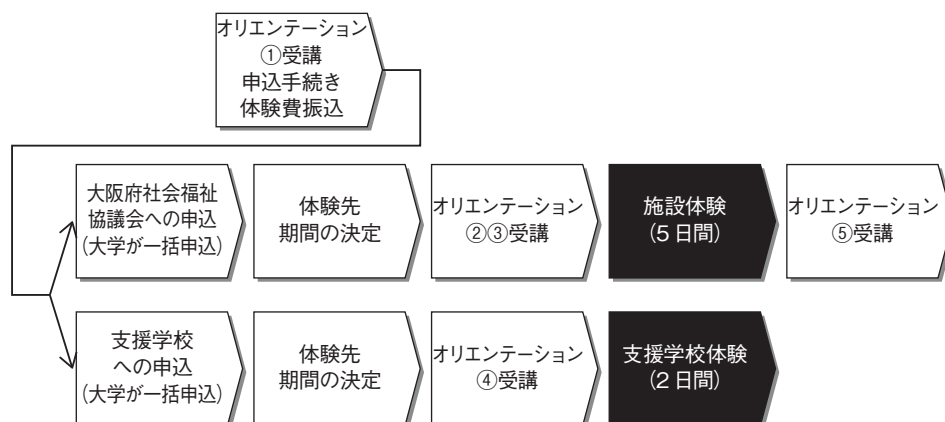 オリエンテーション
①受講
申込手続き
体験費振込
大阪府社会福祉
協議会への申込
(大学が一括申込)
体験先
期間の決定
オリエンテーション
②③受講
施設体験
(5日間)
オリエンテーション
⑤受講
支援学校
への申込
(大学が一括申込)
体験先
期間の決定
オリエンテーション
④受講
支援学校体験
(2日間)